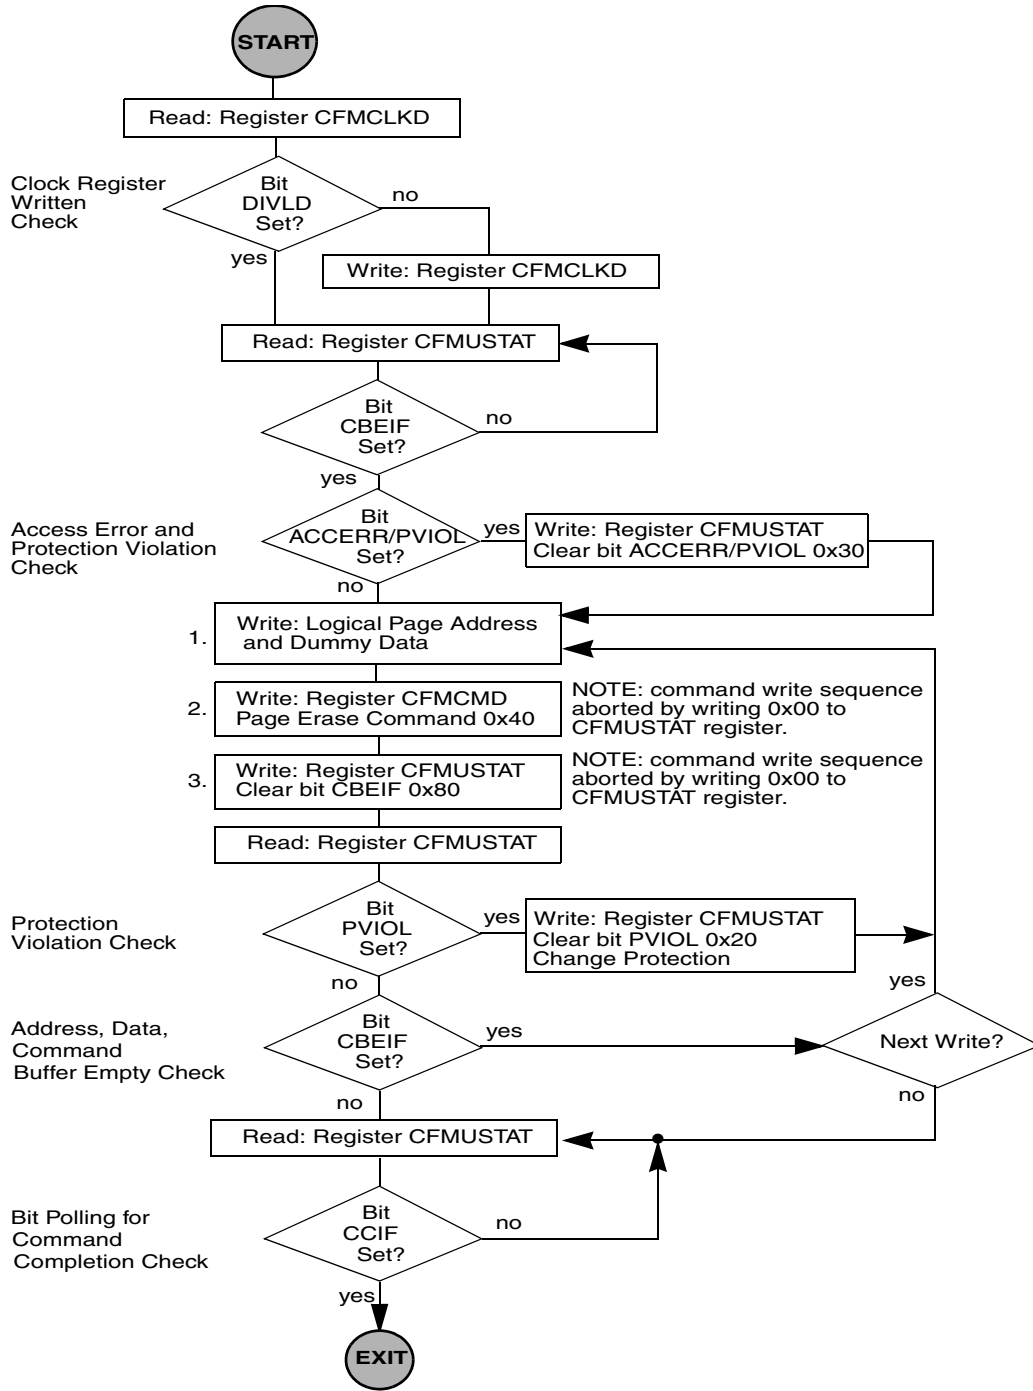 START
Read: Register CFMCLKD
Clock Register
Written
Check
Bit
DIVLD
Set?
no
yes
Write: Register CFMCLKD
Read: Register CFMUSTAT
Bit
CBEIF
Set?
no
yes
Access Error and
Protection Violation
Check
Bit
ACCERR/PVIOL
Set?
yes
Write: Register CFMUSTAT
Clear bit ACCERR/PVIOL 0x30
no
1.
Write: Logical Page Address
and Dummy Data
2.
Write: Register CFMCMD
Page Erase Command 0x40
NOTE: command write sequence
aborted by writing 0x00 to
CFMUSTAT register.
3.
Write: Register CFMUSTAT
Clear bit CBEIF 0x80
NOTE: command write sequence
aborted by writing 0x00 to
CFMUSTAT register.
Read: Register CFMUSTAT
Protection
Violation Check
Bit
PVIOL
Set?
yes
Write: Register CFMUSTAT
Clear bit PVIOL 0x20
Change Protection
no
yes
Address, Data,
Command
Buffer Empty Check
Bit
CBEIF
Set?
yes
Next Write?
no
no
Read: Register CFMUSTAT
Bit Polling for
Command
Completion Check
Bit
CCIF
Set?
no
yes
EXIT